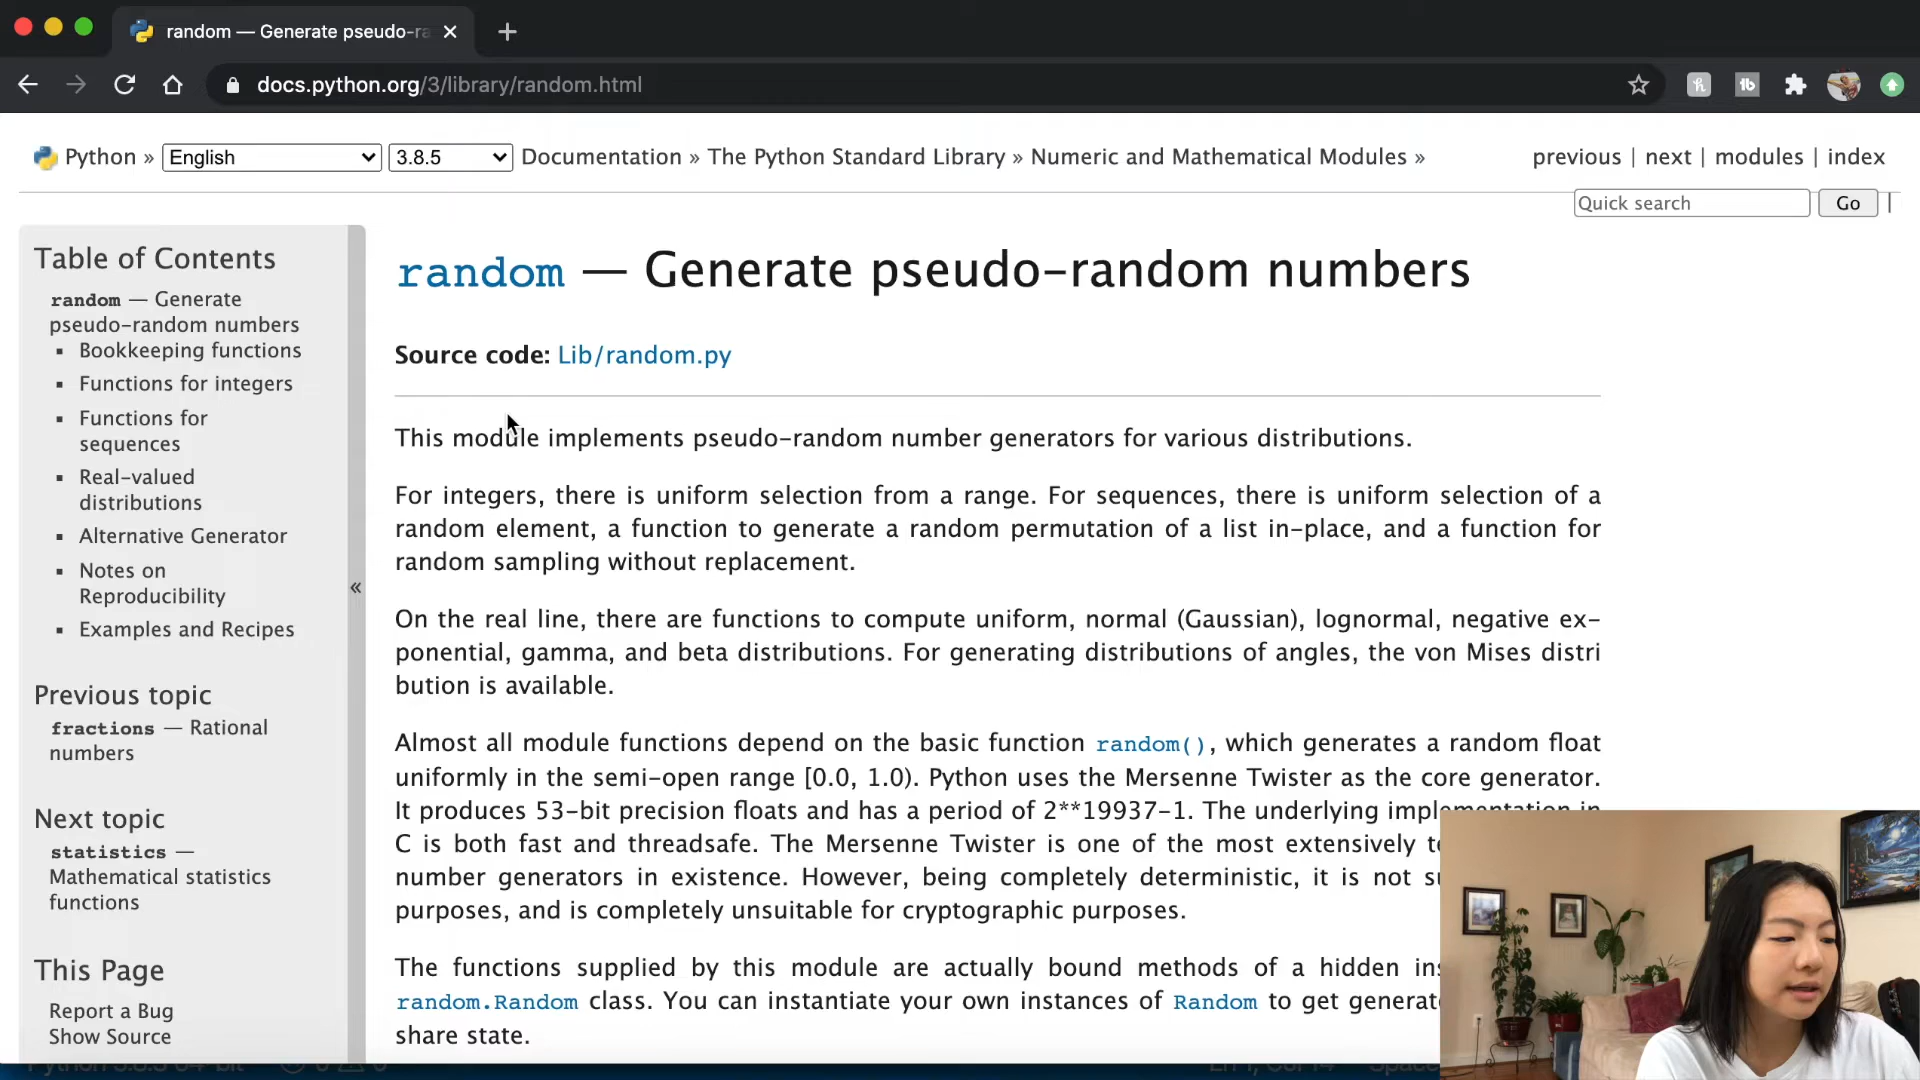 random — Generate pseudo-ra
docs.python.org/3/library/random.html
Python » English 3.8.5 Documentation » The Python Standard Library » Numeric and Mathematical Modules » previous | next | modules | index
Quick search Go |
Table of Contents
random — Generate
pseudo-random numbers
Bookkeeping functions
Functions for integers
Functions for
sequences
Real-valued
distributions
Alternative Generator
Notes on
Reproducibility
Examples and Recipes
Previous topic
fractions — Rational
numbers
Next topic
statistics —
Mathematical statistics
functions
This Page
Report a Bug
Show Source
«
random — Generate pseudo-random numbers
Source code: Lib/random.py
This module implements pseudo-random number generators for various distributions.
For integers, there is uniform selection from a range. For sequences, there is uniform selection of a
random element, a function to generate a random permutation of a list in-place, and a function for
random sampling without replacement.
On the real line, there are functions to compute uniform, normal (Gaussian), lognormal, negative ex-
ponential, gamma, and beta distributions. For generating distributions of angles, the von Mises distri
bution is available.
Almost all module functions depend on the basic function random(), which generates a random float
uniformly in the semi-open range [0.0, 1.0). Python uses the Mersenne Twister as the core generator.
It produces 53-bit precision floats and has a period of 2**19937-1. The underlying implementation in
C is both fast and threadsafe. The Mersenne Twister is one of the most extensively te
number generators in existence. However, being completely deterministic, it is not su
purposes, and is completely unsuitable for cryptographic purposes.
The functions supplied by this module are actually bound methods of a hidden ins
random.Random class. You can instantiate your own instances of Random to get generat
share state.